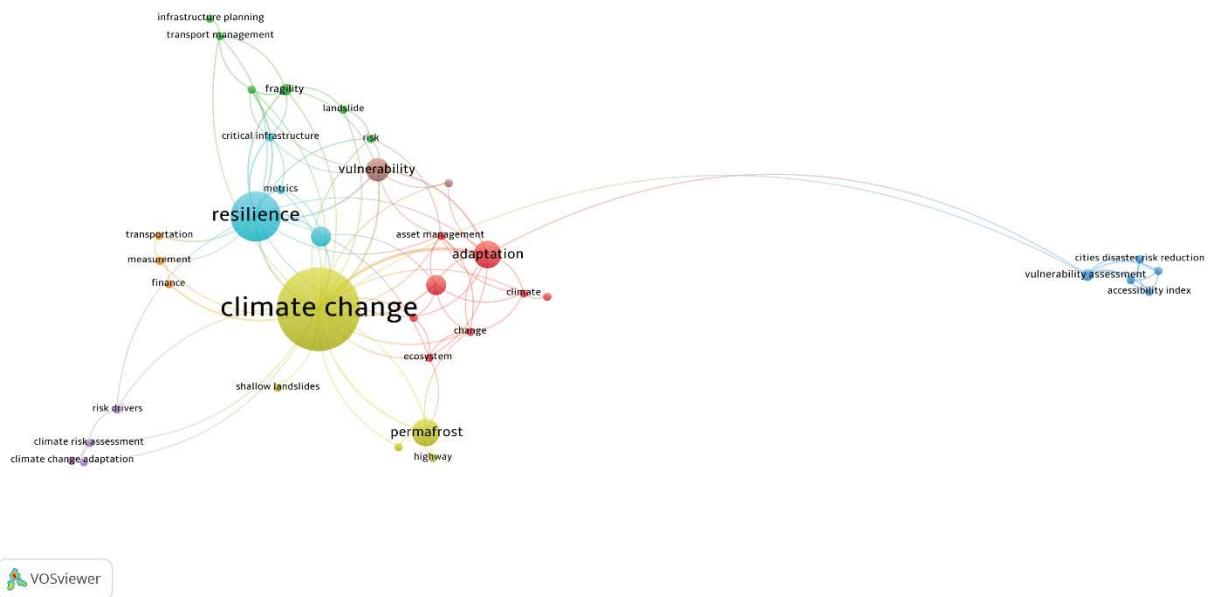 infrastructure planning
transport management
fragility
landslide
critical infrastructure
risk
vulnerability
metrics
resilience
transportation
asset management
adaptation
measurement
cities disaster risk reduction
vulnerability assessment
finance
climate
accessibility index
climate change
change
ecosystem
shallow landslides
risk drivers
permafrost
climate risk assessment
highway
climate change adaptation
VOSviewer